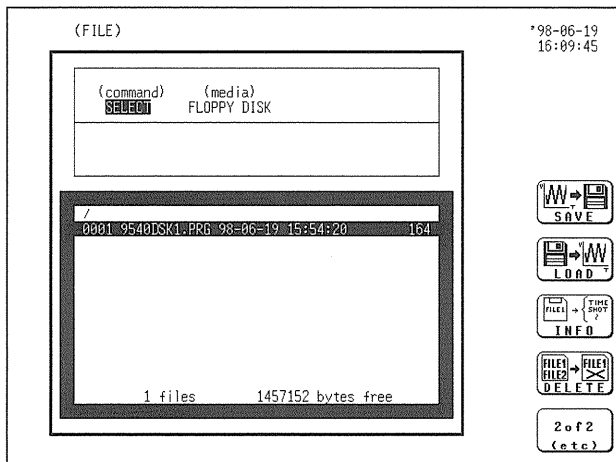 (FILE)
'98-06-19
16:09:45
(command) (media)
SELECT FLOPPY DISK
/
0001 9540DSK1.PRG 98-06-19 15:54:20 164
1 files 1457152 bytes free
V T
SAVE
V T
LOAD
FILE1 TIME SHOT
INFO
FILE1 FILE2 FILE1
DELETE
2of2
(etc)